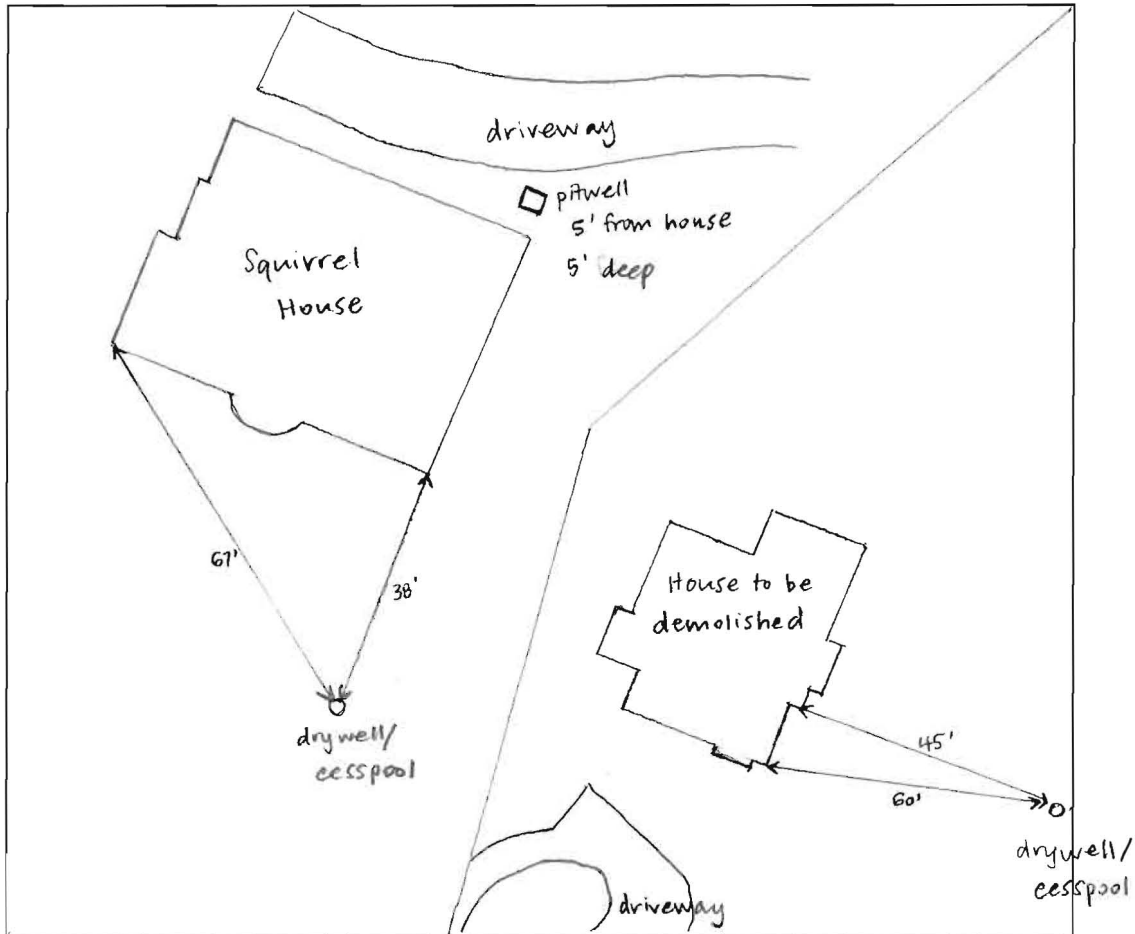 driveway
pitwell
5' from house
5' deep
Squirrel
House
67'
38'
drywell/
cesspool
House to be
demolished
45'
60'
drywell/
cesspool
driveway